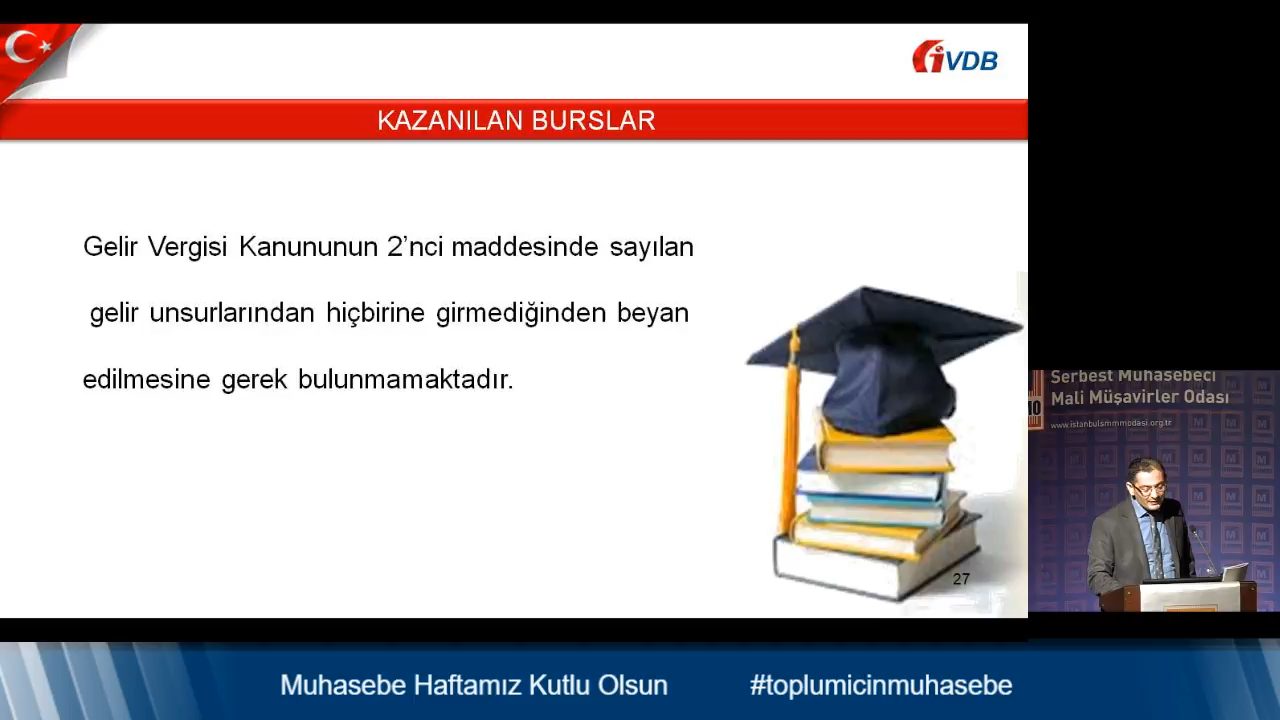 iVDB
KAZANILAN BURSLAR
Gelir Vergisi Kanununun 2’nci maddesinde sayılan
gelir unsurlarından hiçbirine girmediğinden beyan
edilmesine gerek bulunmamaktadır.
27
Serbest Muhasebeci
Mali Müşavirler Odası
www.istanbulsmmmodasi.org.tr
Muhasebe Haftamız Kutlu Olsun
#toplumicinmuhasebe